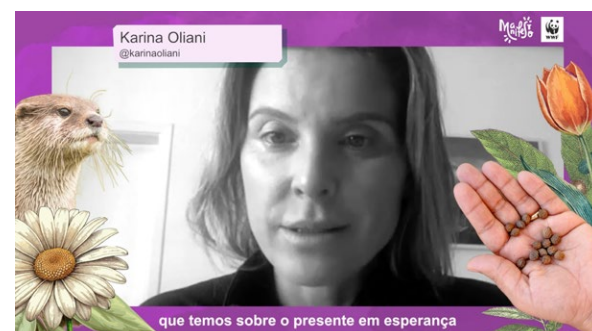 Karina Oliani
@karinaoliani
WWF
que temos sobre o presente em esperança